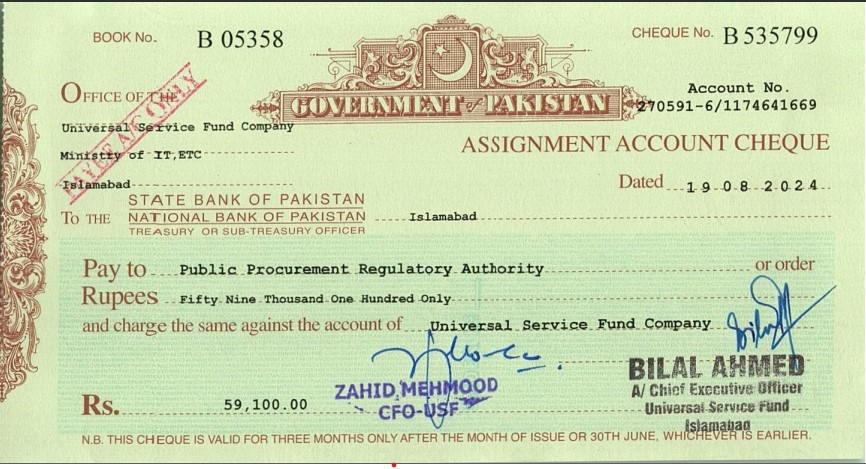 BOOK No. B 05358
CHEQUE No. B 535799
GOVERNMENT of PAKISTAN
Account No.
270591-6/1174641669
OFFICE OF THE
PAYEE A/C ONLY
Universal Service Fund Company
Ministry of IT,ETC
Islamabad
ASSIGNMENT ACCOUNT CHEQUE
Dated 19 08 2024
STATE BANK OF PAKISTAN
To THE NATIONAL BANK OF PAKISTAN Islamabad
TREASURY OR SUB-TREASURY OFFICER
Pay to Public Procurement Regulatory Authority or order
Rupees Fifty Nine Thousand One Hundred Only
and charge the same against the account of Universal Service Fund Company
ZAHID MEHMOOD
CFO-USF
BILAL AHMED
A/ Chief Executive Officer
Universal Service Fund
Islamabad
Rs. 59,100.00
N.B. THIS CHEQUE IS VALID FOR THREE MONTHS ONLY AFTER THE MONTH OF ISSUE OR 30TH JUNE, WHICHEVER IS EARLIER.